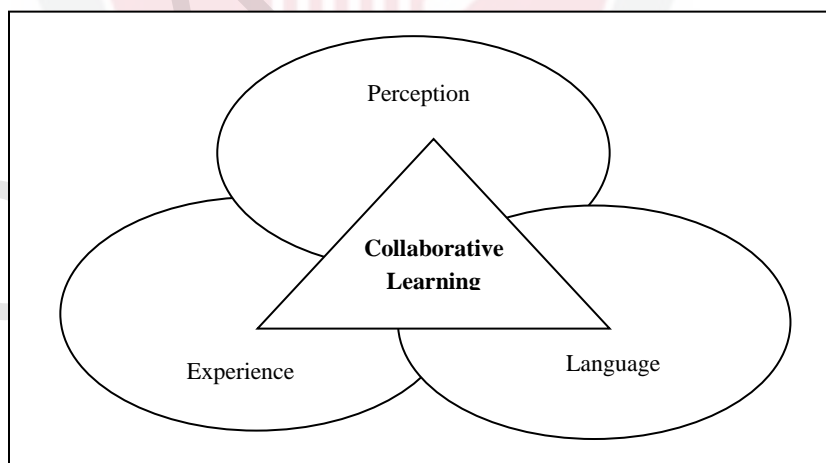 Perception
Collaborative
Learning
Experience
Language